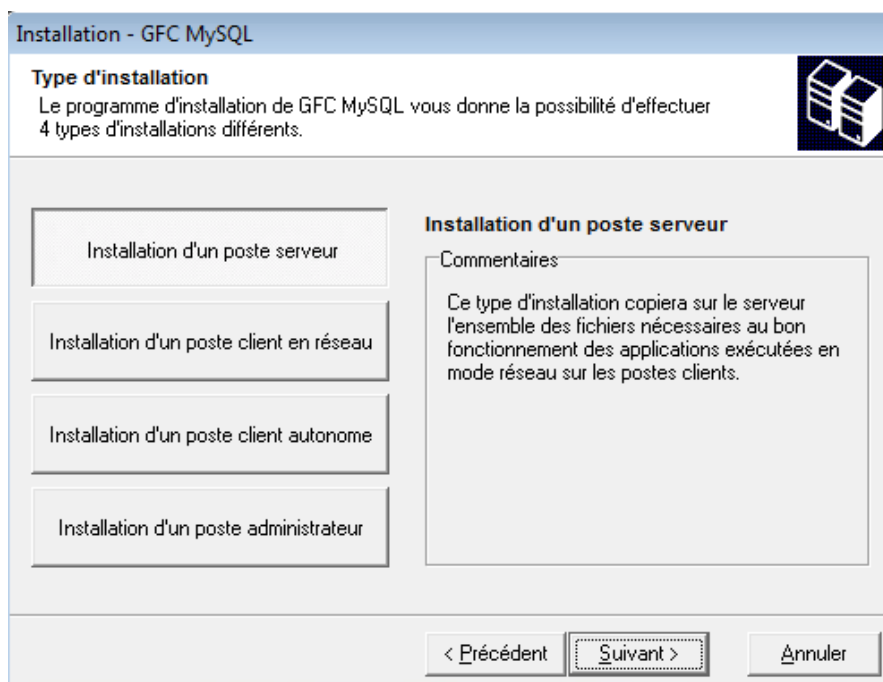 Installation - GFC MySQL
Type d'installation
Le programme d'installation de GFC MySQL vous donne la possibilité d'effectuer
4 types d'installations différents.
Installation d'un poste serveur
Installation d'un poste client en réseau
Installation d'un poste client autonome
Installation d'un poste administrateur
Installation d'un poste serveur
Commentaires
Ce type d'installation copiera sur le serveur
l'ensemble des fichiers nécessaires au bon
fonctionnement des applications exécutées en
mode réseau sur les postes clients.
< Précédent
Suivant >
Annuler